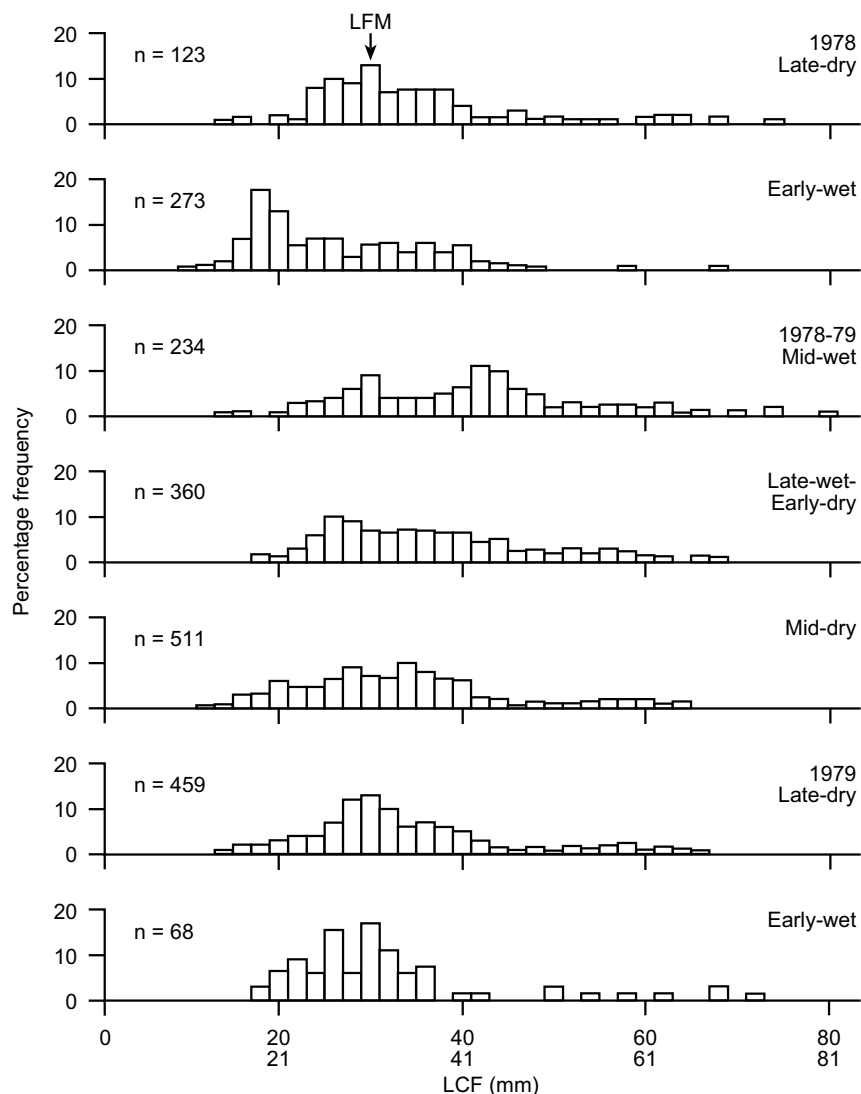 LFM
20
10
0
n = 123
1978
Late-dry
20
10
0
n = 273
Early-wet
20
10
0
n = 234
1978-79
Mid-wet
Percentage frequency
20
10
0
n = 360
Late-wet-
Early-dry
20
10
0
n = 511
Mid-dry
20
10
0
n = 459
1979
Late-dry
20
10
0
n = 68
Early-wet
0 20 40 60 80
21 41 61 81
LCF (mm)